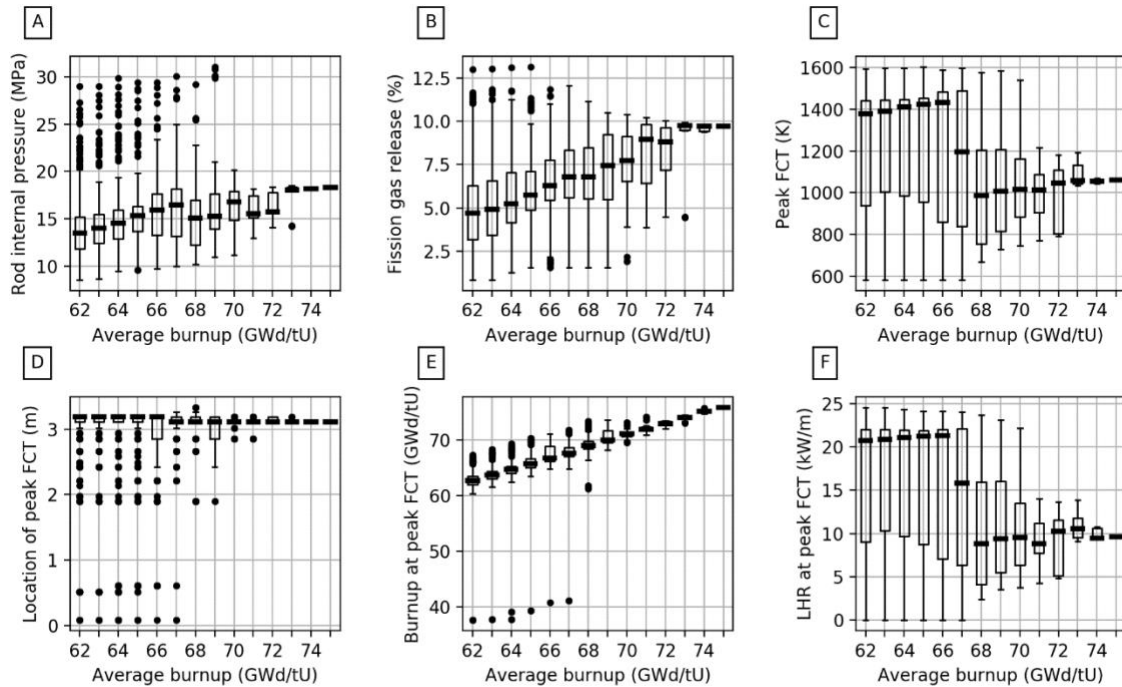 A
Rod internal pressure (MPa)
30
25
20
15
10
62 64 66 68 70 72 74
Average burnup (GWd/tU)
B
Fission gas release (%)
12.5
10.0
7.5
5.0
2.5
62 64 66 68 70 72 74
Average burnup (GWd/tU)
C
Peak FCT (K)
1600
1400
1200
1000
800
600
62 64 66 68 70 72 74
Average burnup (GWd/tU)
D
Location of peak FCT (m)
3
2
1
0
62 64 66 68 70 72 74
Average burnup (GWd/tU)
E
Burnup at peak FCT (GWd/tU)
70
60
50
40
62 64 66 68 70 72 74
Average burnup (GWd/tU)
F
LHR at peak FCT (kW/m)
25
20
15
10
5
0
62 64 66 68 70 72 74
Average burnup (GWd/tU)